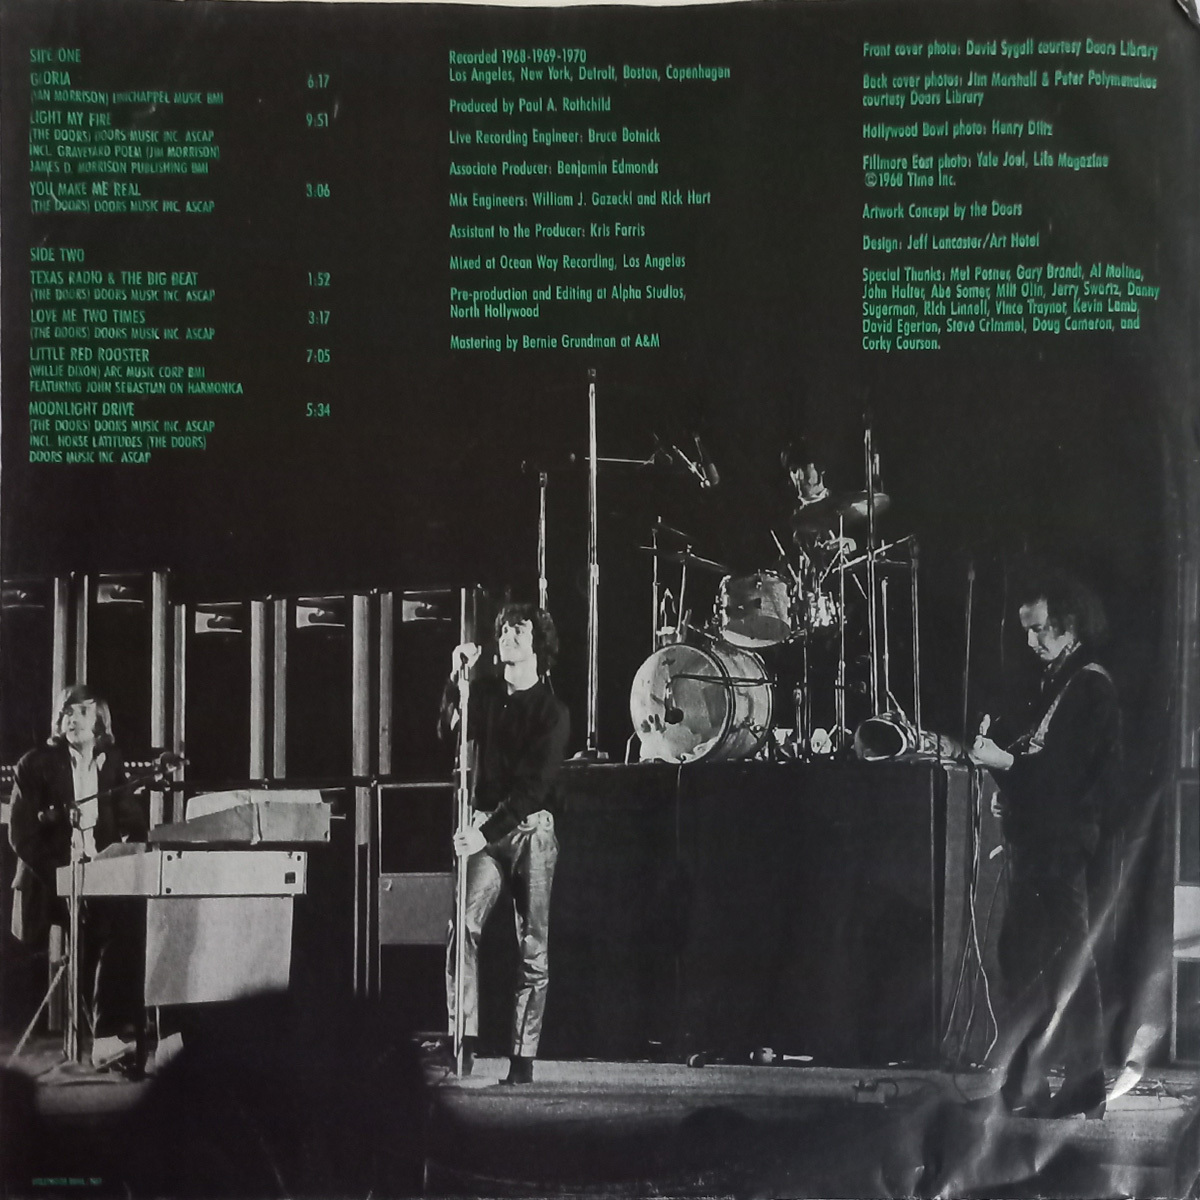 SIDE ONE
GLORIA 6:17
(VAN MORRISON) UNICHAPPEL MUSIC BMI
LIGHT MY FIRE 9:51
(THE DOORS) DOORS MUSIC INC. ASCAP
INCL. GRAVEYARD POEM (JIM MORRISON)
JAMES D. MORRISON PUBLISHING BMI
YOU MAKE ME REAL 3:06
(THE DOORS) DOORS MUSIC INC. ASCAP
SIDE TWO
TEXAS RADIO & THE BIG BEAT 1:52
(THE DOORS) DOORS MUSIC INC. ASCAP
LOVE ME TWO TIMES 3:17
(THE DOORS) DOORS MUSIC INC. ASCAP
LITTLE RED ROOSTER 7:05
(WILLIE DIXON) ARC MUSIC CORP BMI
FEATURING JOHN SEBASTIAN ON HARMONICA
MOONLIGHT DRIVE 5:34
(THE DOORS) DOORS MUSIC INC. ASCAP
INCL. HORSE LATITUDES (THE DOORS)
DOORS MUSIC INC. ASCAP
Recorded 1968-1969-1970
Los Angeles, New York, Detroit, Boston, Copenhagen
Produced by Paul A. Rothchild
Live Recording Engineer: Bruce Botnick
Associate Producer: Benjamin Edmonds
Mix Engineers: William J. Gazecki and Rick Hart
Assistant to the Producer: Kris Farris
Mixed at Ocean Way Recording, Los Angeles
Pre-production and Editing at Alpha Studios,
North Hollywood
Mastering by Bernie Grundman at A&M
Front cover photo: David Sygall courtesy Doors Library
Back cover photos: Jim Marshall & Peter Polymenakos
courtesy Doors Library
Hollywood Bowl photo: Henry Diltz
Fillmore East photo: Yale Joel, Life Magazine
©1968 Time Inc.
Artwork Concept by the Doors
Design: Jeff Lancaster/Art Hotel
Special Thanks: Mel Posner, Gary Brandt, Al Molina,
John Halter, Abe Somer, Milt Olin, Jerry Swartz, Danny
Sugerman, Rich Linnell, Vince Traynor, Kevin Lamb,
David Egerton, Steve Crimmel, Doug Cameron, and
Corky Courson.
HOLLYWOOD BOWL,